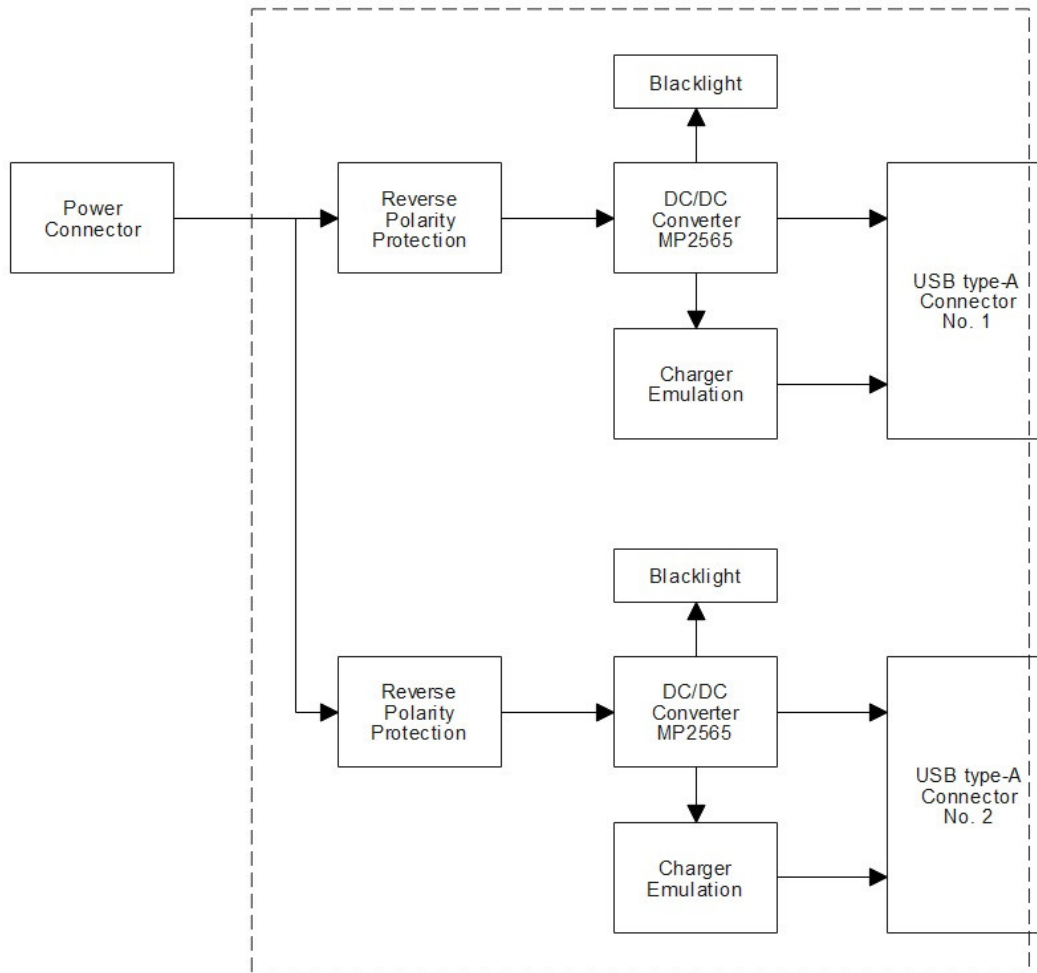 Blacklight
Power
Connector
Reverse
Polarity
Protection
DC/DC
Converter
MP2565
USB type-A
Connector
No. 1
Charger
Emulation
Blacklight
Reverse
Polarity
Protection
DC/DC
Converter
MP2565
USB type-A
Connector
No. 2
Charger
Emulation